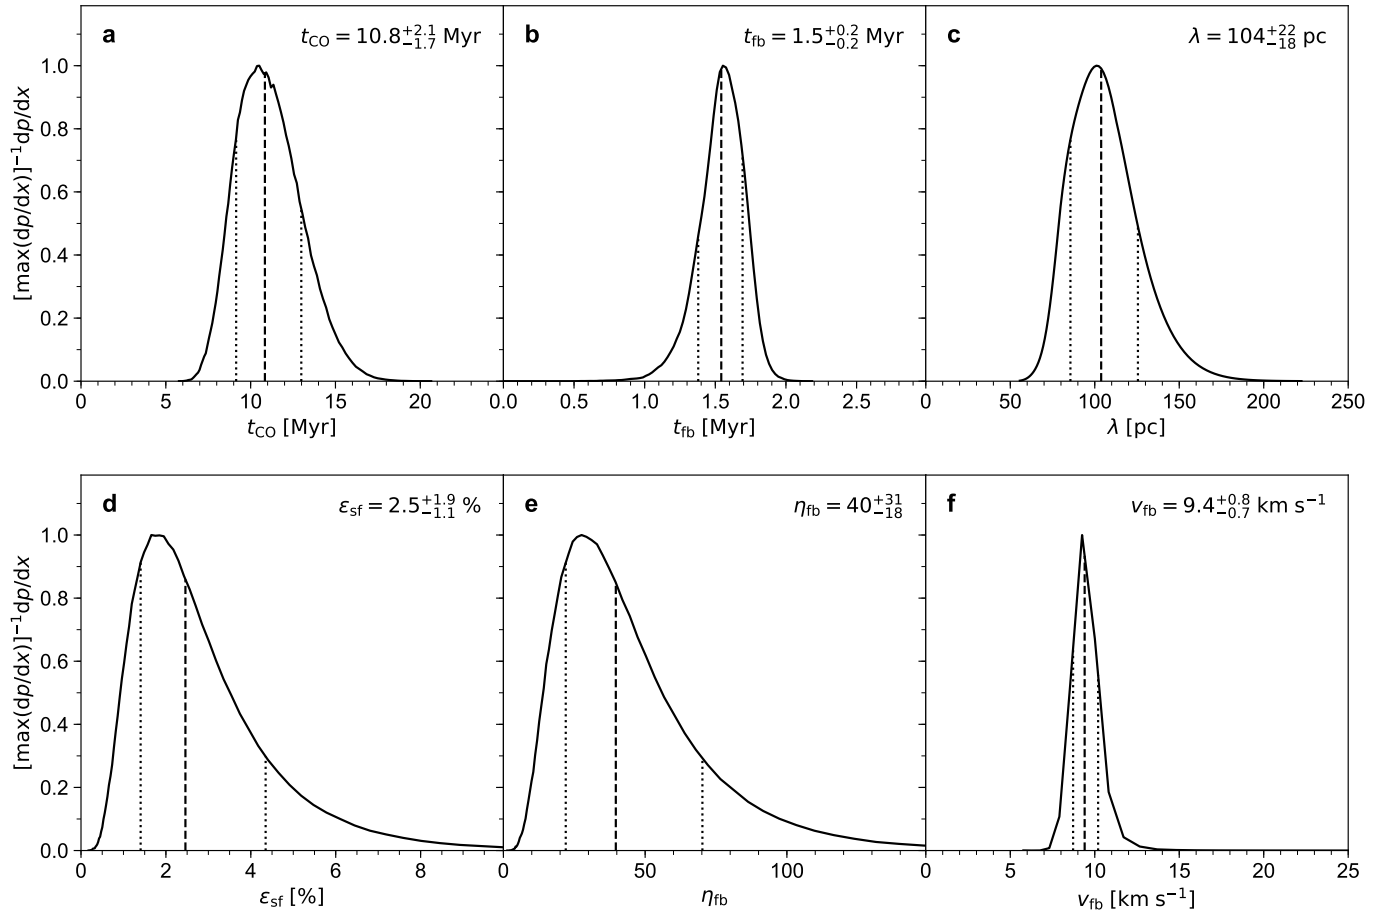 a t_CO = 10.8^{+2.1}_{-1.7} Myr
b t_fb = 1.5^{+0.2}_{-0.2} Myr
c λ = 104^{+22}_{-18} pc
[max(dp/dx)]⁻¹dp/dx
1.0
0.8
0.6
0.4
0.2
0.0
0 5 10 15 20
0.0 0.5 1.0 1.5 2.0 2.5
0 50 100 150 200 250
t_CO [Myr]
t_fb [Myr]
λ [pc]
d ε_sf = 2.5^{+1.9}_{-1.1} %
e η_fb = 40^{+31}_{-18}
f v_fb = 9.4^{+0.8}_{-0.7} km s⁻¹
[max(dp/dx)]⁻¹dp/dx
1.0
0.8
0.6
0.4
0.2
0.0
0 2 4 6 8
0 50 100
0 5 10 15 20 25
ε_sf [%]
η_fb
v_fb [km s⁻¹]